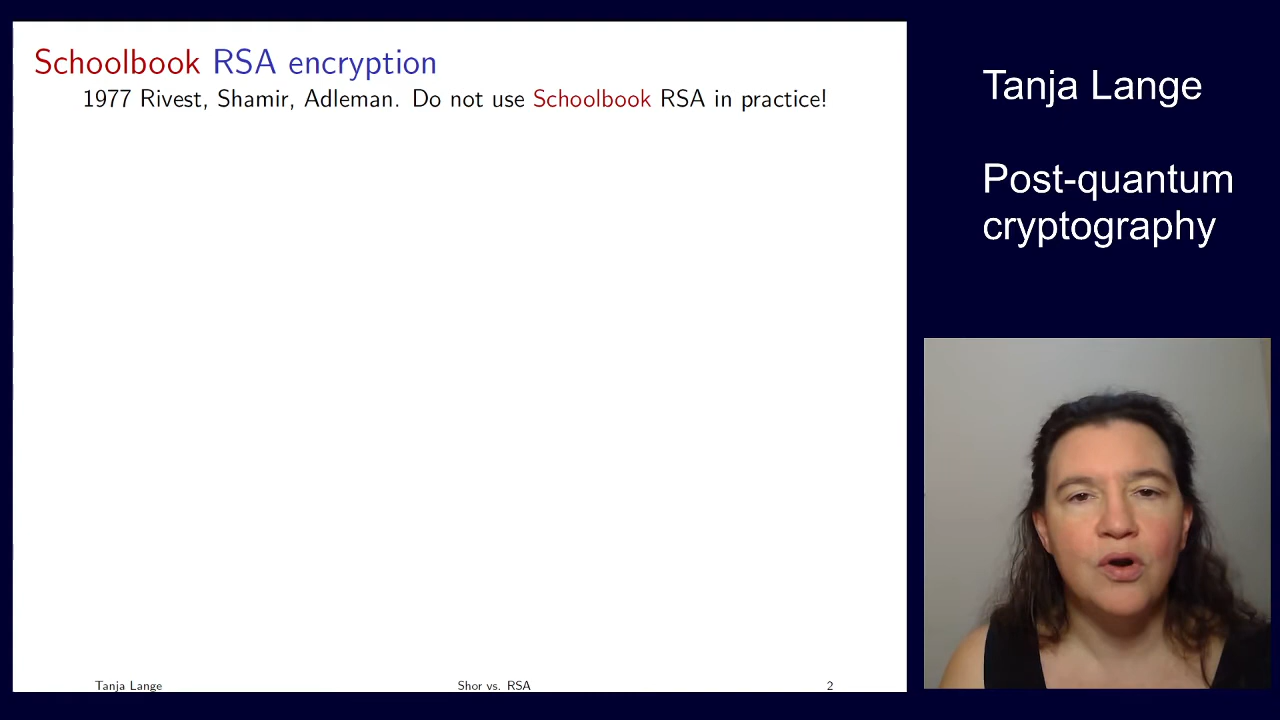 Schoolbook RSA encryption
1977 Rivest, Shamir, Adleman. Do not use Schoolbook RSA in practice!
Tanja Lange
Shor vs. RSA
2
Tanja Lange
Post-quantum
cryptography